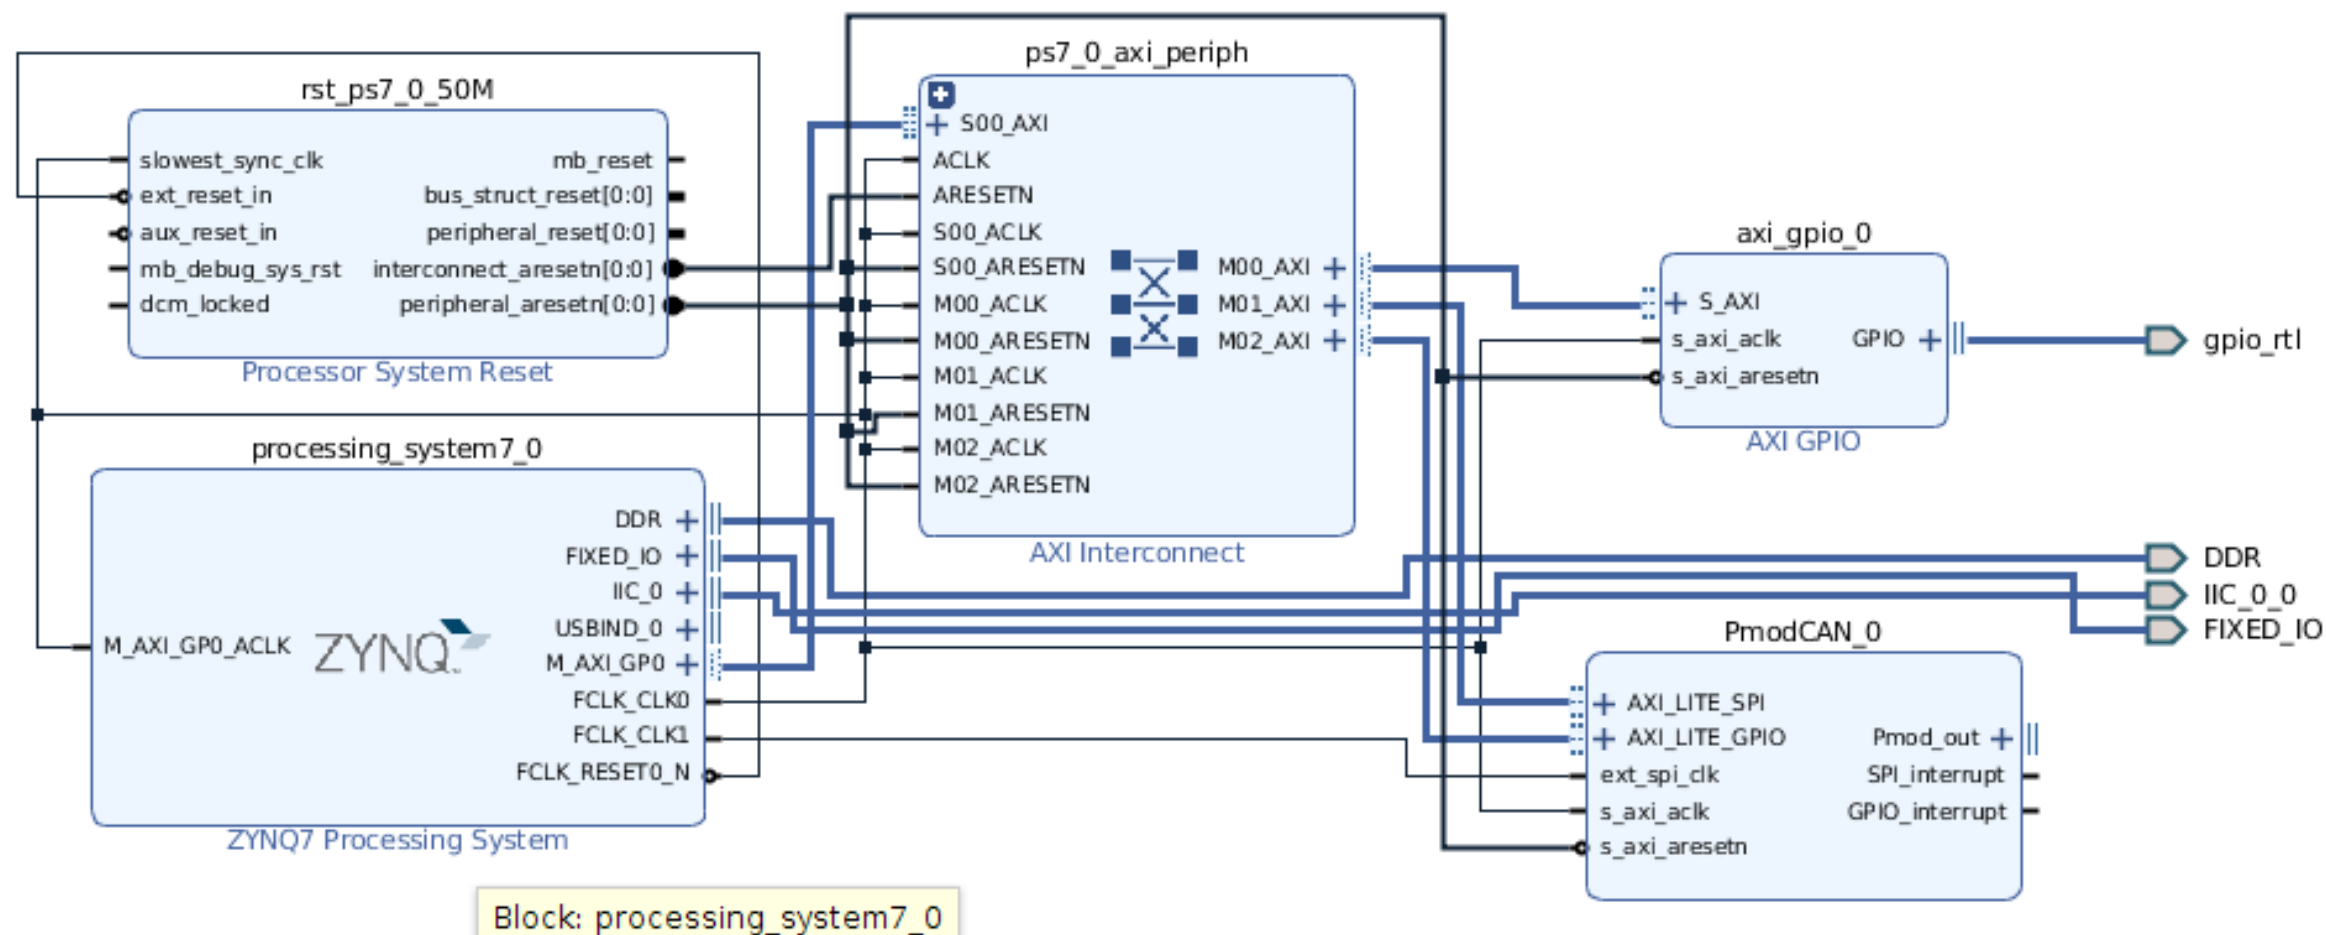 rst_ps7_0_50M
slowest_sync_clk
ext_reset_in
aux_reset_in
mb_debug_sys_rst
dcm_locked
mb_reset
bus_struct_reset[0:0]
peripheral_reset[0:0]
interconnect_aresetn[0:0]
peripheral_aresetn[0:0]
Processor System Reset
processing_system7_0
M_AXI_GP0_ACLK
ZYNQ
DDR
FIXED_IO
IIC_0
USBIND_0
M_AXI_GP0
FCLK_CLK0
FCLK_CLK1
FCLK_RESET0_N
ZYNQ7 Processing System
Block: processing_system7_0
ps7_0_axi_periph
S00_AXI
ACLK
ARESETN
S00_ACLK
S00_ARESETN
M00_ACLK
M00_ARESETN
M01_ACLK
M01_ARESETN
M02_ACLK
M02_ARESETN
M00_AXI
M01_AXI
M02_AXI
AXI Interconnect
axi_gpio_0
S_AXI
s_axi_aclk
s_axi_aresetn
GPIO
AXI GPIO
gpio_rtl
DDR
IIC_0_0
FIXED_IO
PmodCAN_0
AXI_LITE_SPI
AXI_LITE_GPIO
ext_spi_clk
s_axi_aclk
s_axi_aresetn
Pmod_out
SPI_interrupt
GPIO_interrupt